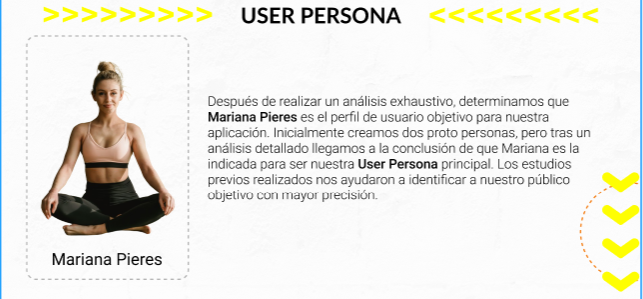 >>>>>>>>>> USER PERSONA <<<<<<<<<<
Después de realizar un análisis exhaustivo, determinamos que
Mariana Pieres es el perfil de usuario objetivo para nuestra
aplicación. Inicialmente creamos dos proto personas, pero tras un
análisis detallado llegamos a la conclusión de que Mariana es la
indicada para ser nuestra User Persona principal. Los estudios
previos realizados nos ayudaron a identificar a nuestro público
objetivo con mayor precisión.
Mariana Pieres